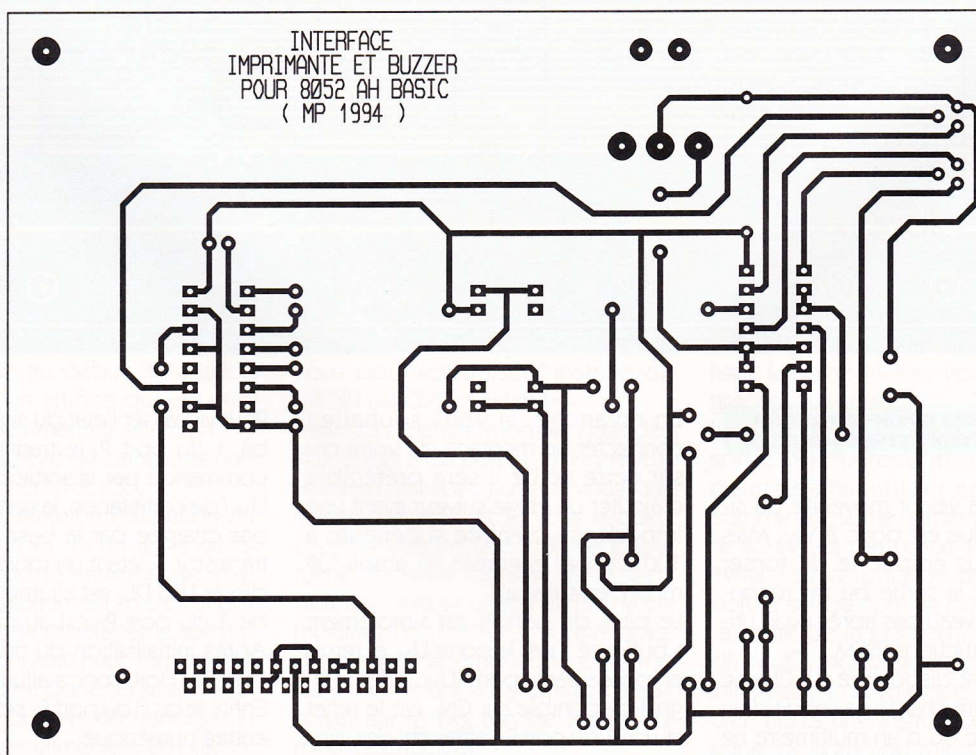 INTERFACE
IMPRIMANTE ET BUZZER
POUR 8052 AH BASIC
( MP 1994 )